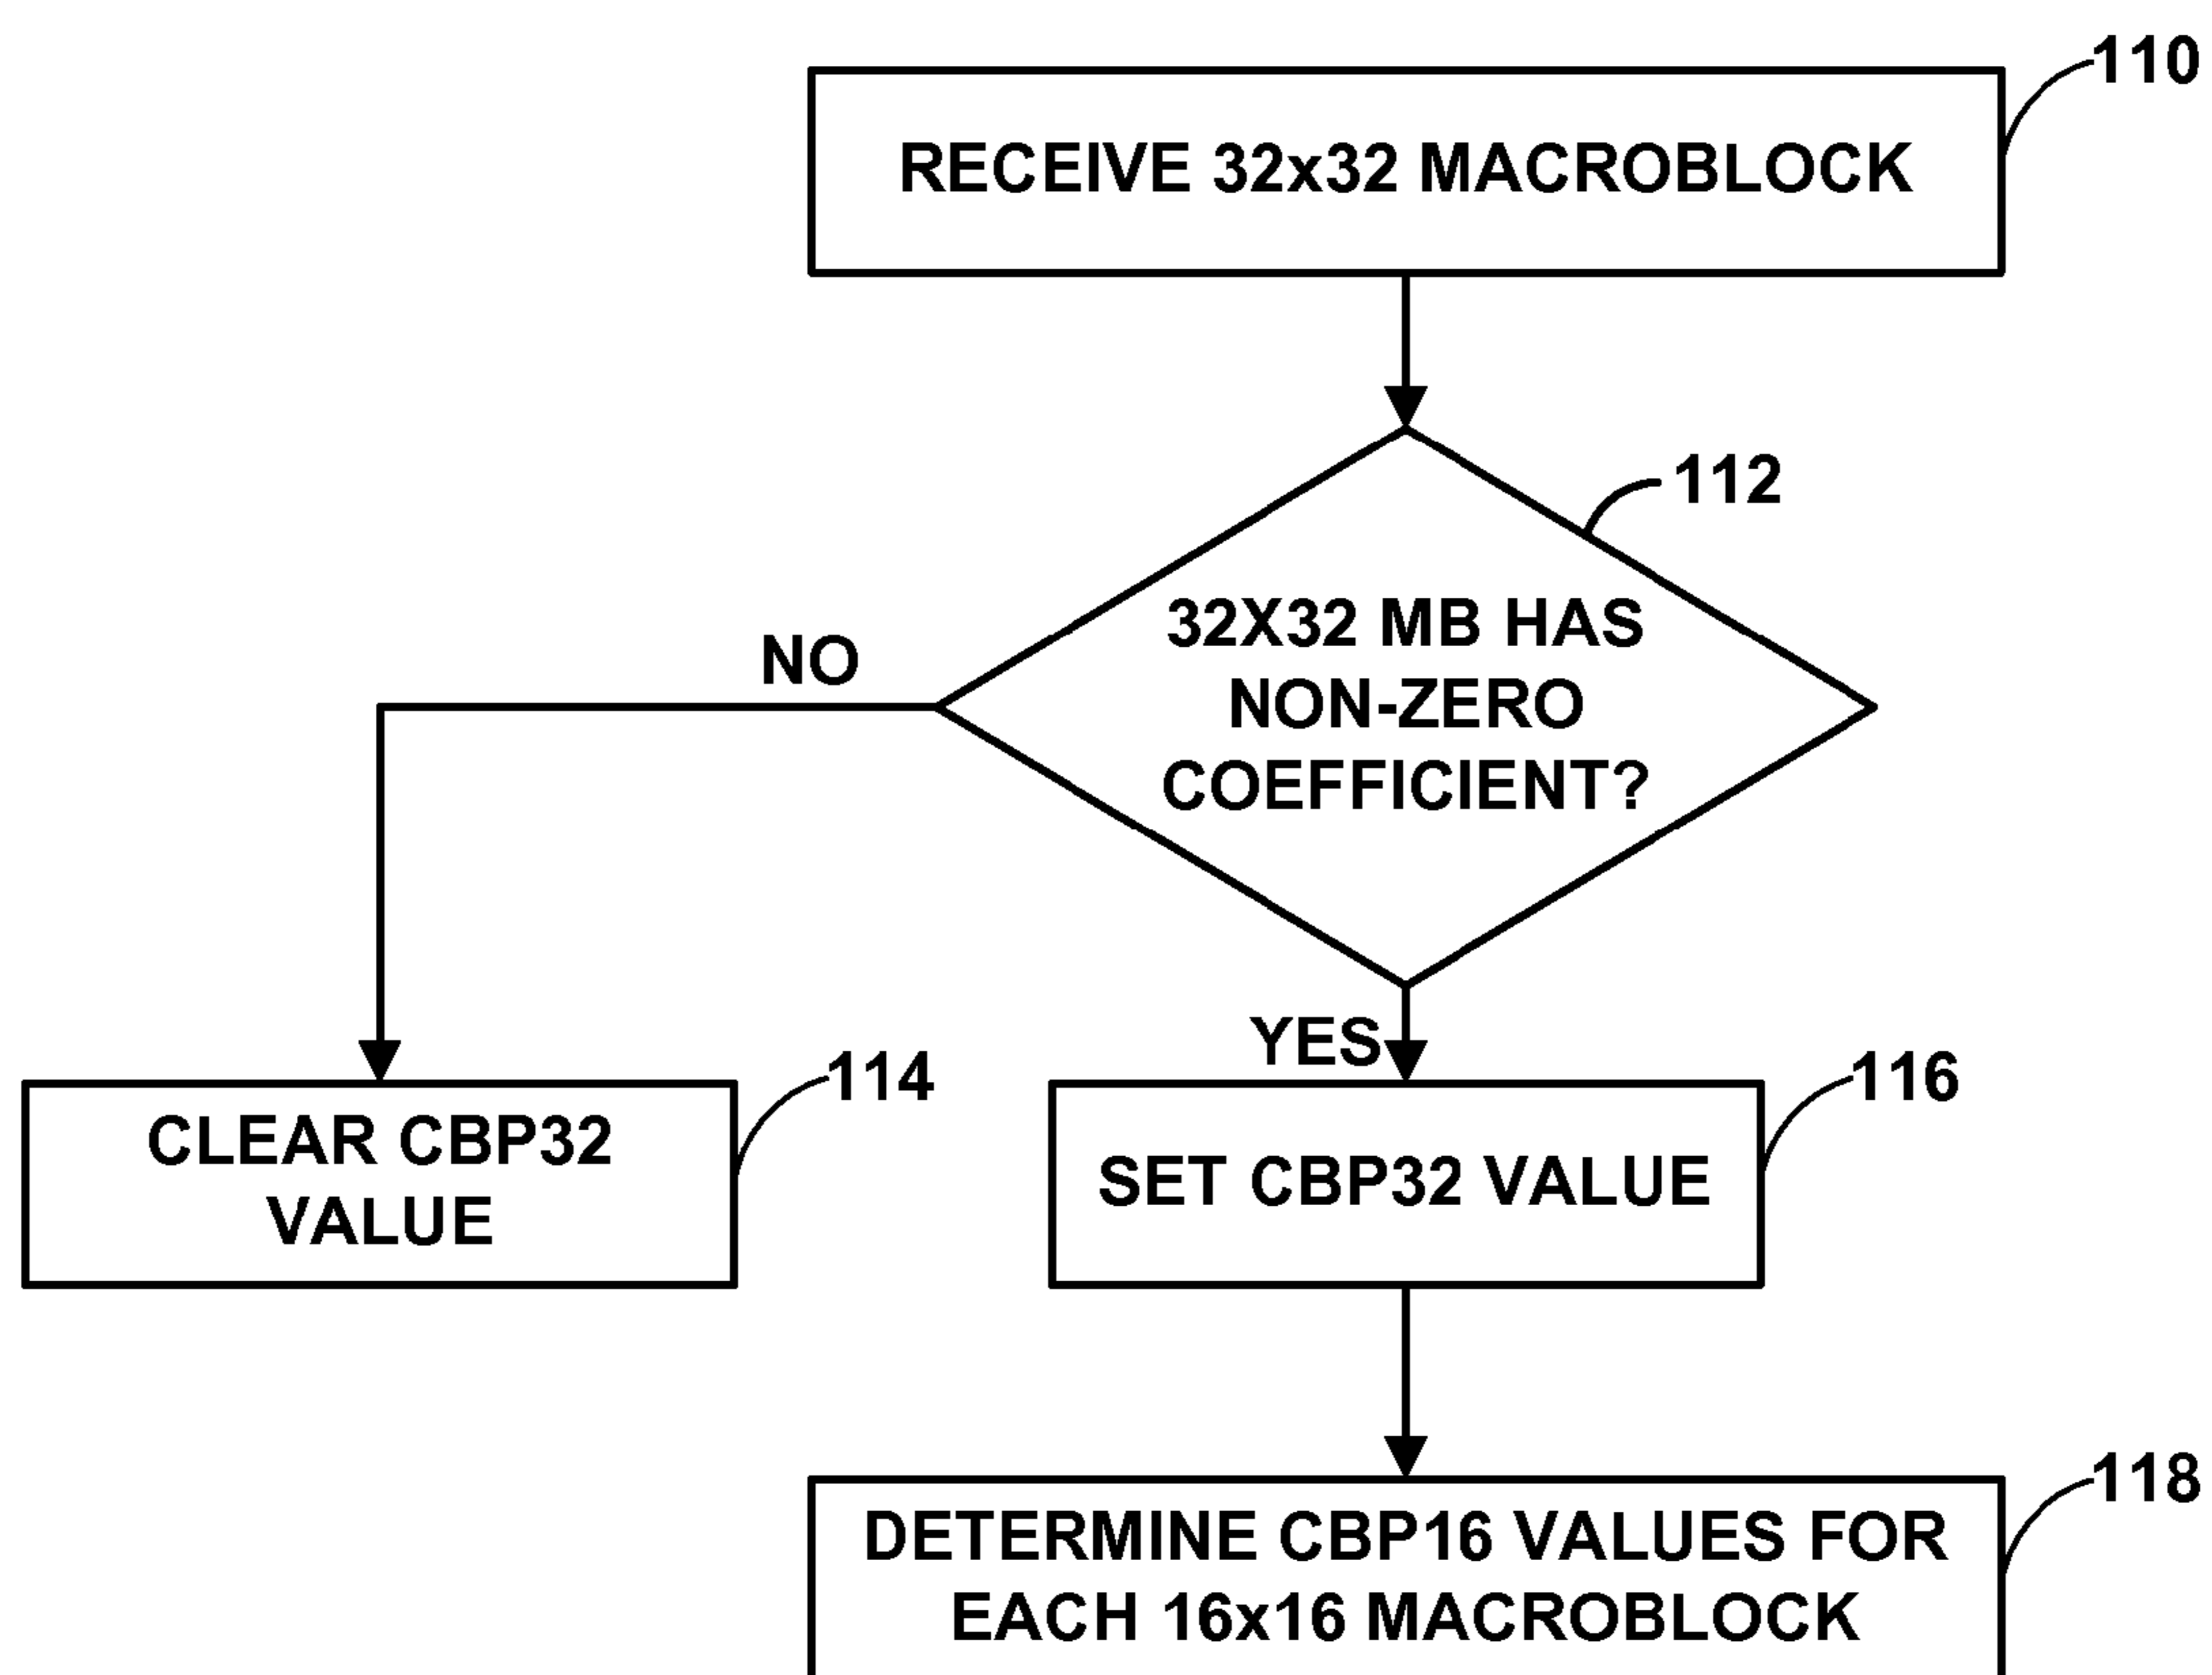 110
RECEIVE 32x32 MACROBLOCK
112
32X32 MB HAS
NON-ZERO
COEFFICIENT?
NO
YES
114
CLEAR CBP32
VALUE
116
SET CBP32 VALUE
118
DETERMINE CBP16 VALUES FOR
EACH 16x16 MACROBLOCK